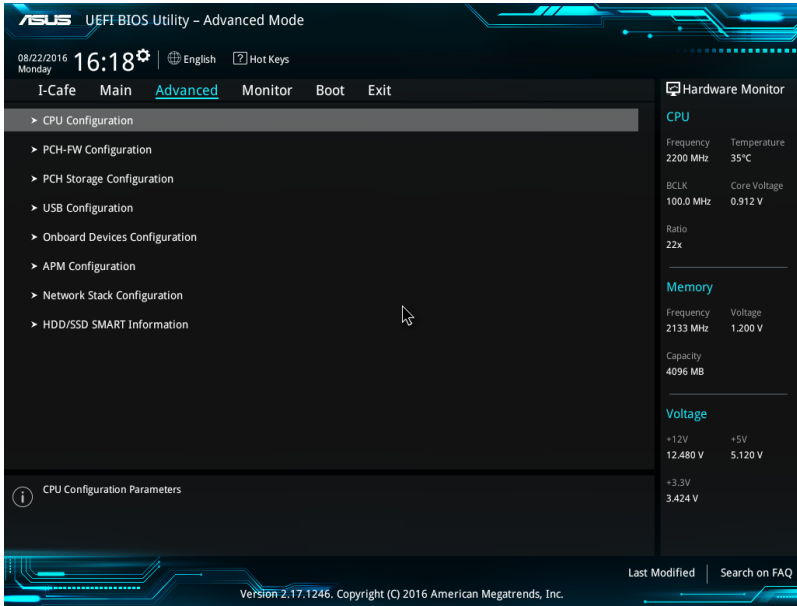 ASUS UEFI BIOS Utility – Advanced Mode
08/22/2016 Monday 16:18 English ? Hot Keys
I-Cafe Main Advanced Monitor Boot Exit
> CPU Configuration
> PCH-FW Configuration
> PCH Storage Configuration
> USB Configuration
> Onboard Devices Configuration
> APM Configuration
> Network Stack Configuration
> HDD/SSD SMART Information
CPU Configuration Parameters
Hardware Monitor
CPU
Frequency Temperature
2200 MHz 35°C
BCLK Core Voltage
100.0 MHz 0.912 V
Ratio
22x
Memory
Frequency Voltage
2133 MHz 1.200 V
Capacity
4096 MB
Voltage
+12V +5V
12.480 V 5.120 V
+3.3V
3.424 V
Last Modified Search on FAQ
Version 2.17.1246. Copyright (C) 2016 American Megatrends, Inc.